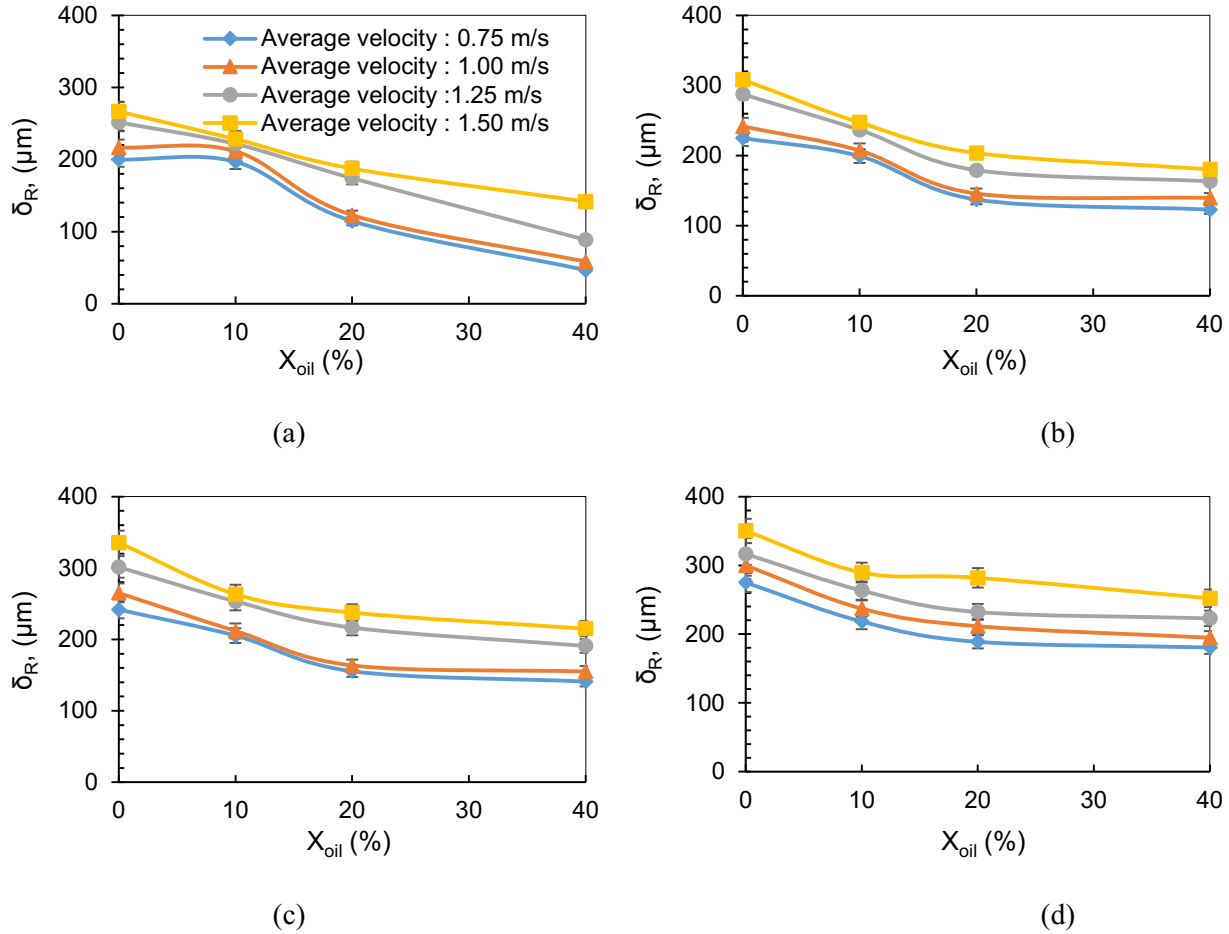 400
300
200
100
0
δR, (μm)
0 10 20 30 40
Xoil (%)
Average velocity : 0.75 m/s
Average velocity : 1.00 m/s
Average velocity :1.25 m/s
Average velocity : 1.50 m/s
(a)
400
300
200
100
0
δR, (μm)
0 10 20 30 40
Xoil (%)
(b)
400
300
200
100
0
δR, (μm)
0 10 20 30 40
Xoil (%)
(c)
400
300
200
100
0
δR, (μm)
0 10 20 30 40
Xoil (%)
(d)